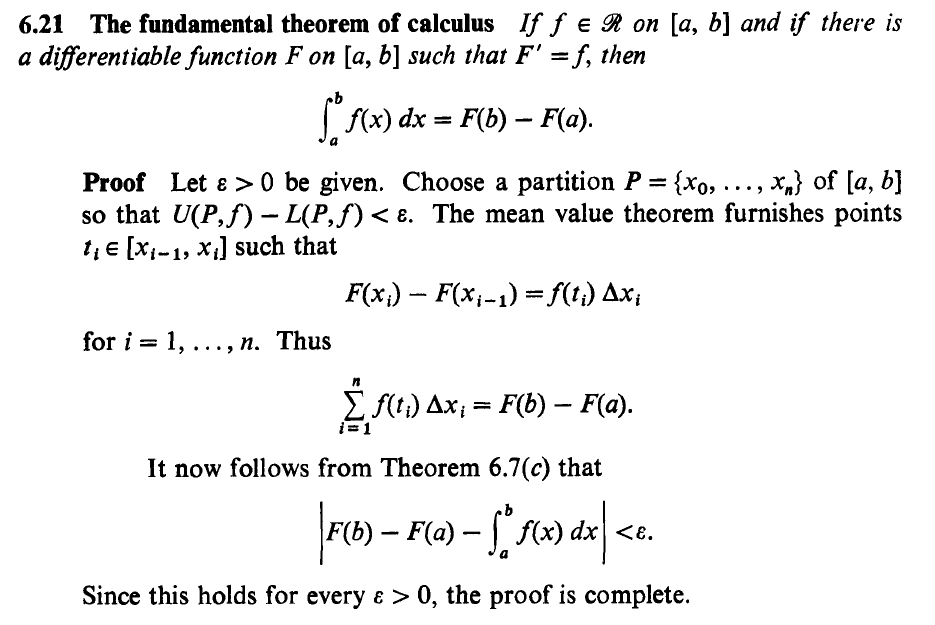 6.21 The fundamental theorem of calculus If f ∈ ℛ on [a, b] and if there is
a differentiable function F on [a, b] such that F′ = f, then
∫ₐᵇ f(x) dx = F(b) − F(a).
Proof Let ε > 0 be given. Choose a partition P = {x₀, ..., xₙ} of [a, b]
so that U(P, f) − L(P, f) < ε. The mean value theorem furnishes points
tᵢ ∈ [xᵢ₋₁, xᵢ] such that
F(xᵢ) − F(xᵢ₋₁) = f(tᵢ) Δxᵢ
for i = 1, ..., n. Thus
∑ᵢ₌₁ⁿ f(tᵢ) Δxᵢ = F(b) − F(a).
It now follows from Theorem 6.7(c) that
|F(b) − F(a) − ∫ₐᵇ f(x) dx| < ε.
Since this holds for every ε > 0, the proof is complete.